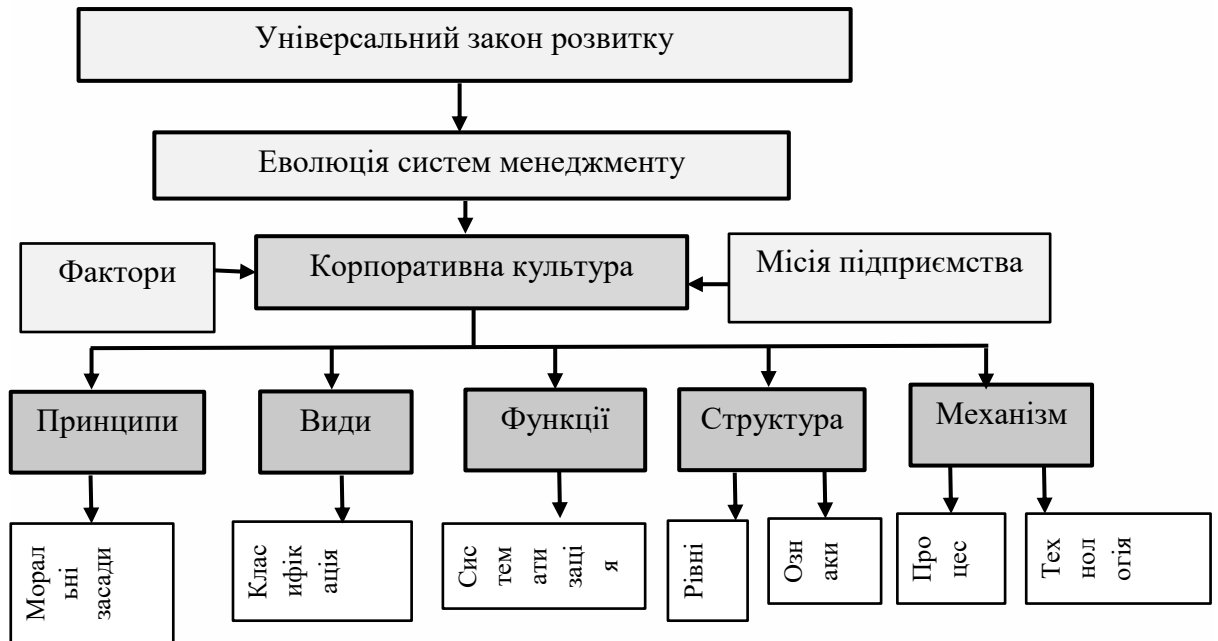 Універсальний закон розвитку
Еволюція систем менеджменту
Фактори
Корпоративна культура
Місія підприємства
Принципи
Види
Функції
Структура
Механізм
Морал
ьні
засади
Клас
ифік
ація
Сис
тем
ати
заці
я
Рівні
Озн
аки
Про
цес
Тех
нол
огія